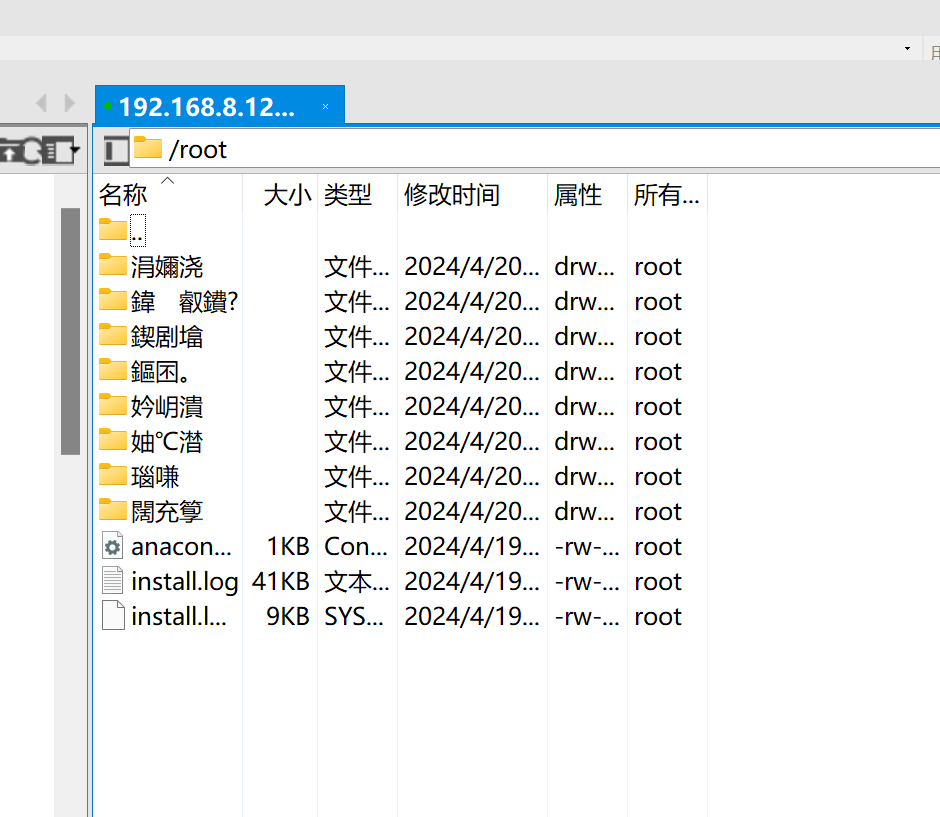 192.168.8.12...
/root
名称 大小 类型 修改时间 属性 所有...
..
涓嬭浇 文件... 2024/4/20... drw... root
鍏 叡鐨? 文件... 2024/4/20... drw... root
鍥剧墖 文件... 2024/4/20... drw... root
鏂囨。 文件... 2024/4/20... drw... root
妗岄潰 文件... 2024/4/20... drw... root
妯℃澘 文件... 2024/4/20... drw... root
瑙嗛 文件... 2024/4/20... drw... root
闊充箰 文件... 2024/4/20... drw... root
anacon... 1KB Con... 2024/4/19... -rw-... root
install.log 41KB 文本... 2024/4/19... -rw-... root
install.l... 9KB SYS... 2024/4/19... -rw-... root